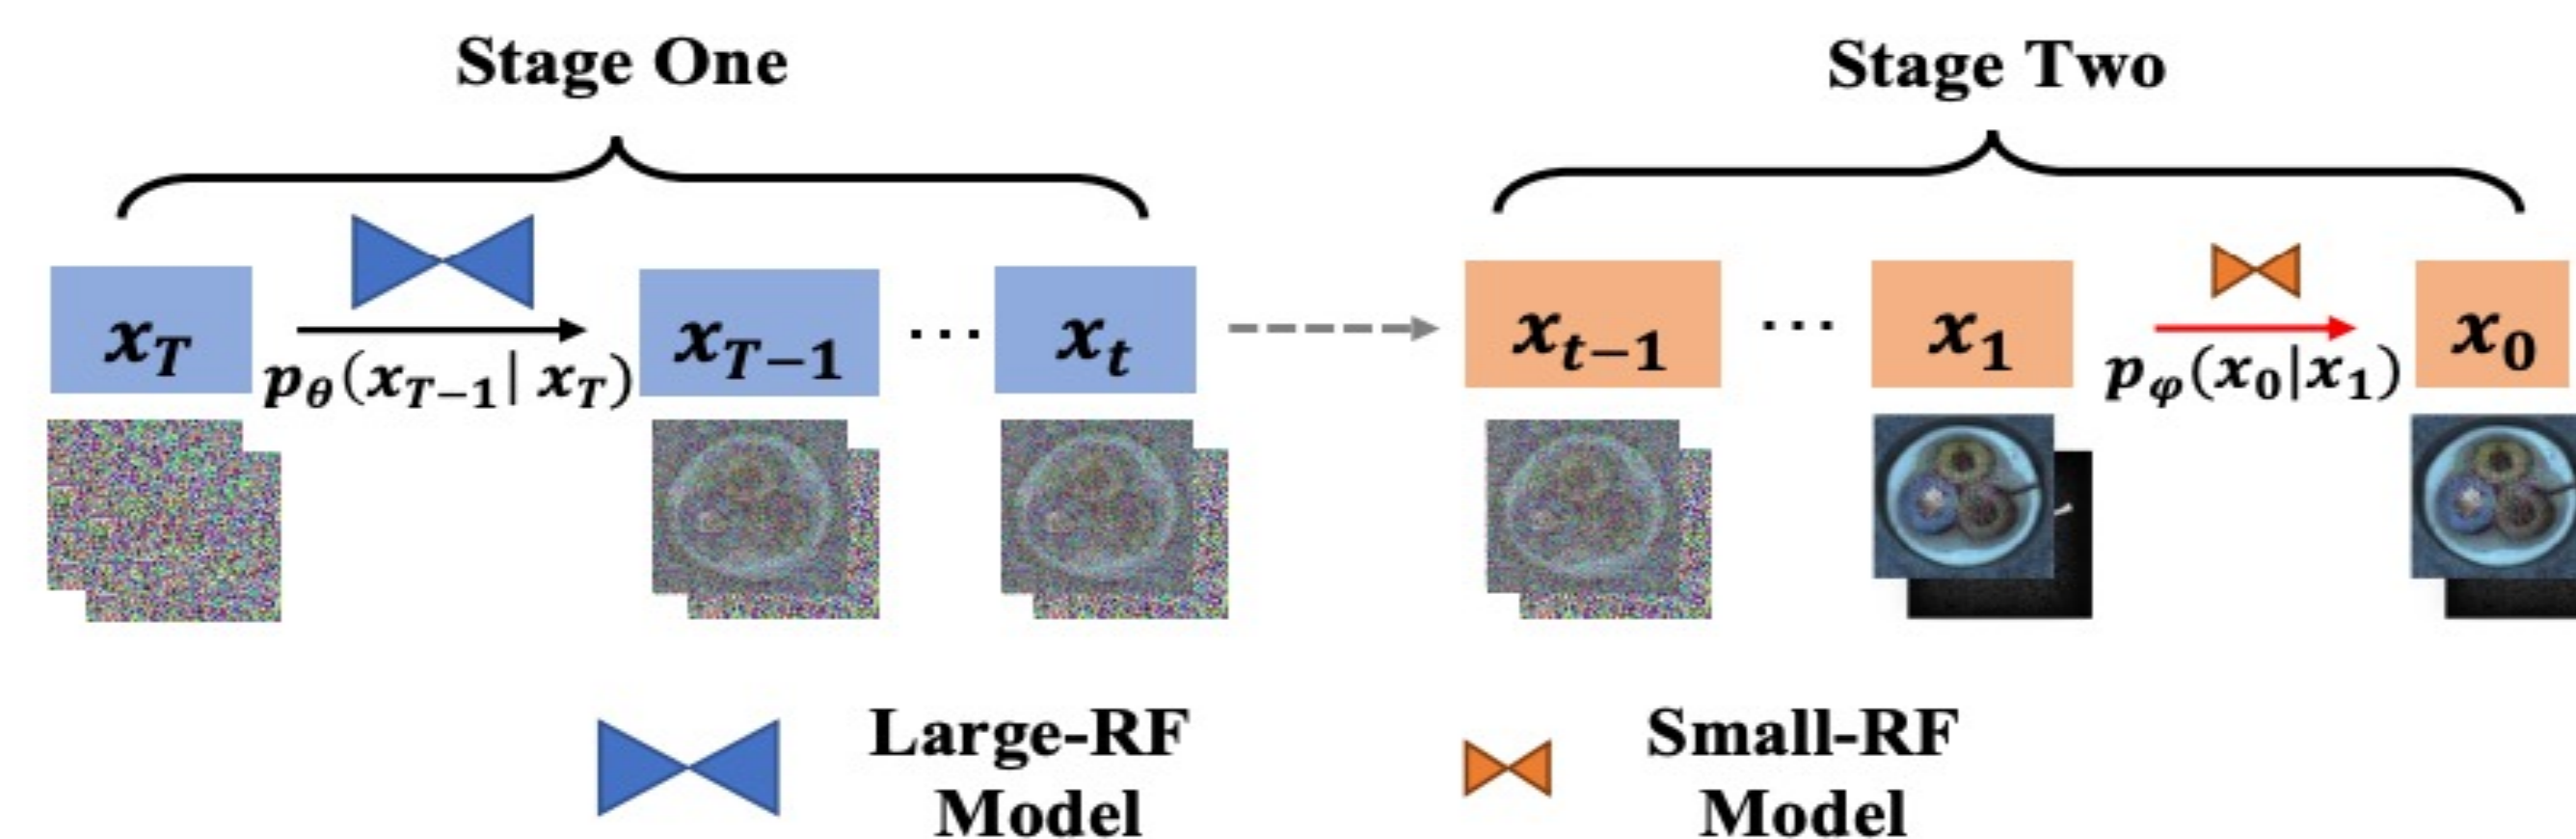 Stage One
Stage Two
x_T
p_θ(x_{T−1}| x_T)
x_{T−1}
...
x_t
x_{t−1}
...
x_1
p_φ(x_0|x_1)
x_0
Large-RF
Model
Small-RF
Model